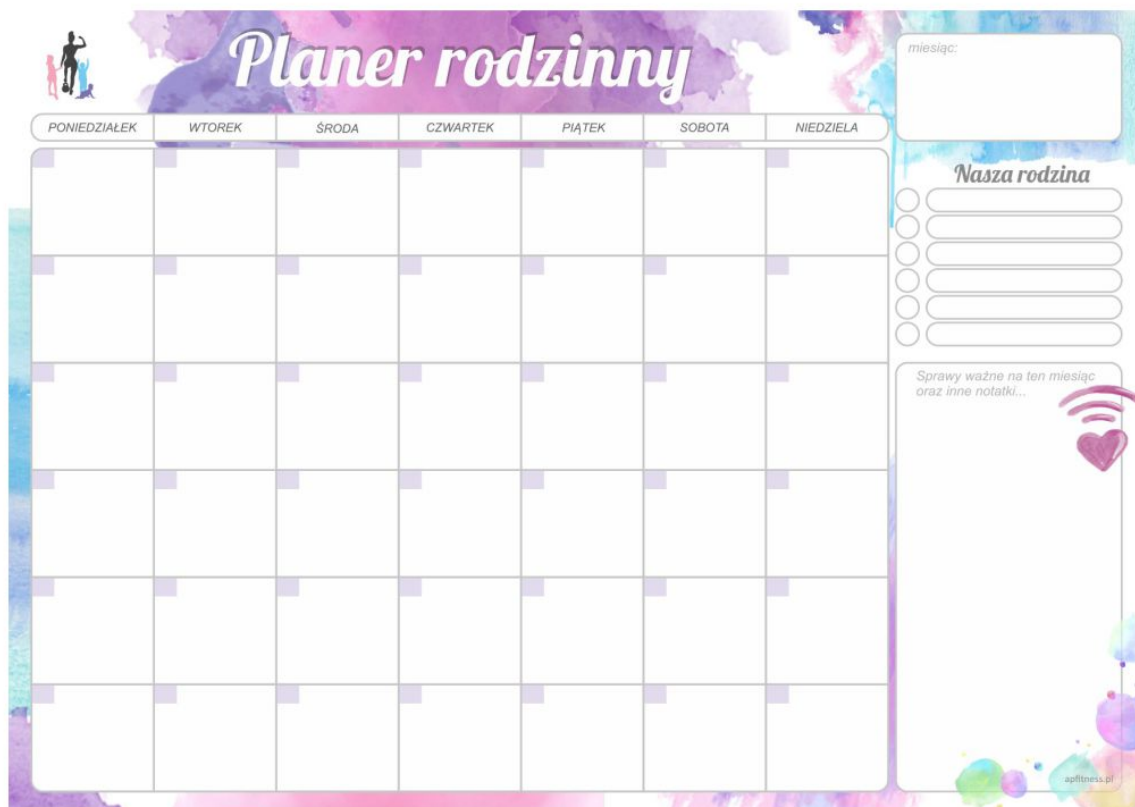 Planer rodzinny
miesiąc:
PONIEDZIAŁEK WTOREK ŚRODA CZWARTEK PIĄTEK SOBOTA NIEDZIELA
Nasza rodzina
Sprawy ważne na ten miesiąc
oraz inne notatki...
apfitness.pl